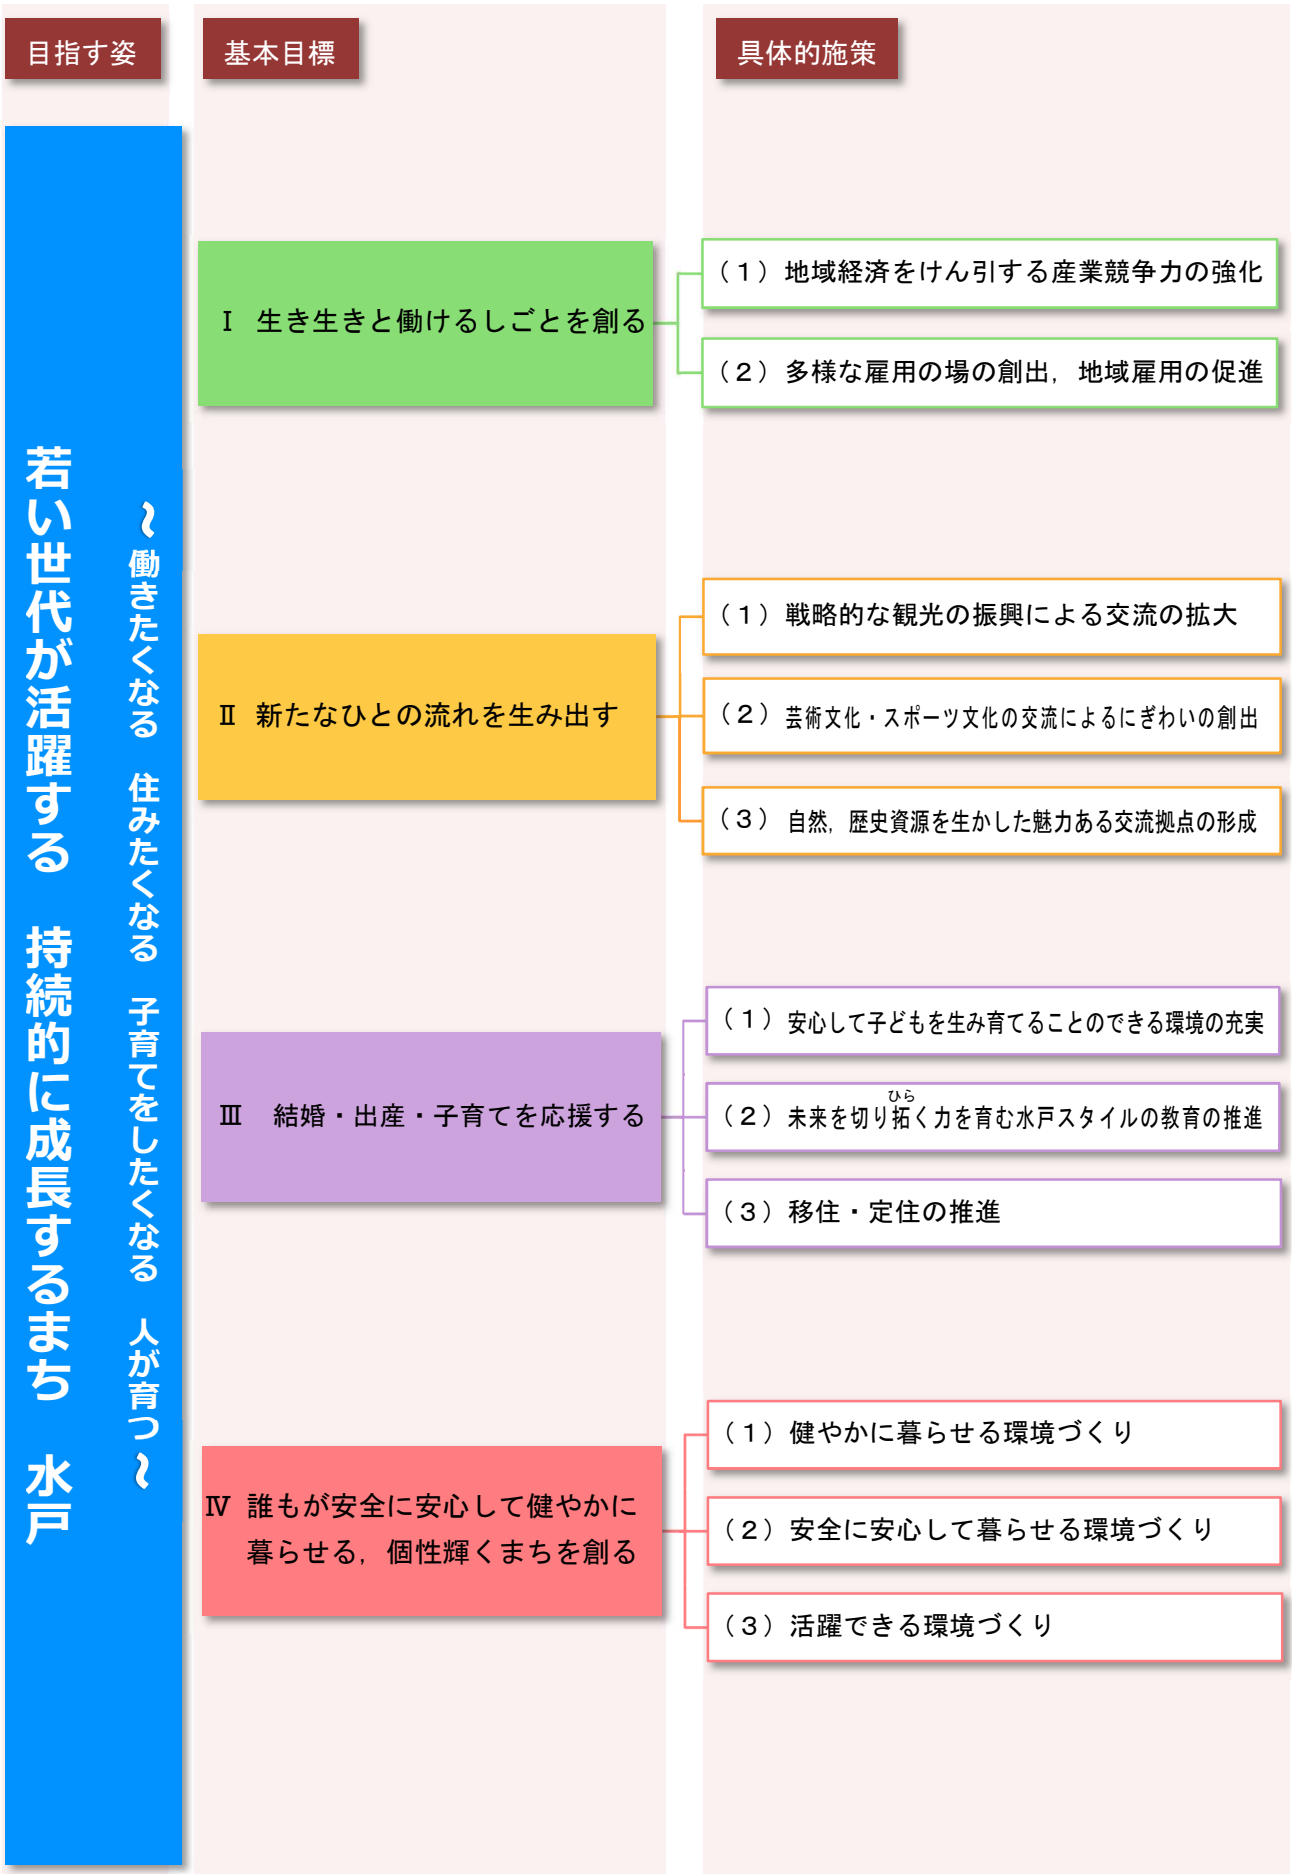 目指す姿
基本目標
具体的施策
若い世代が活躍する　持続的に成長するまち　水戸
～働きたくなる　住みたくなる　子育てをしたくなる　人が育つ～
Ⅰ 生き生きと働けるしごとを創る
（１）地域経済をけん引する産業競争力の強化
（２）多様な雇用の場の創出，地域雇用の促進
Ⅱ 新たなひとの流れを生み出す
（１）戦略的な観光の振興による交流の拡大
（２）芸術文化・スポーツ文化の交流によるにぎわいの創出
（３）自然，歴史資源を生かした魅力ある交流拠点の形成
Ⅲ　結婚・出産・子育てを応援する
（１）安心して子どもを生み育てることのできる環境の充実
ひら
（２）未来を切り拓く力を育む水戸スタイルの教育の推進
（３）移住・定住の推進
Ⅳ 誰もが安全に安心して健やかに
暮らせる，個性輝くまちを創る
（１）健やかに暮らせる環境づくり
（２）安全に安心して暮らせる環境づくり
（３）活躍できる環境づくり